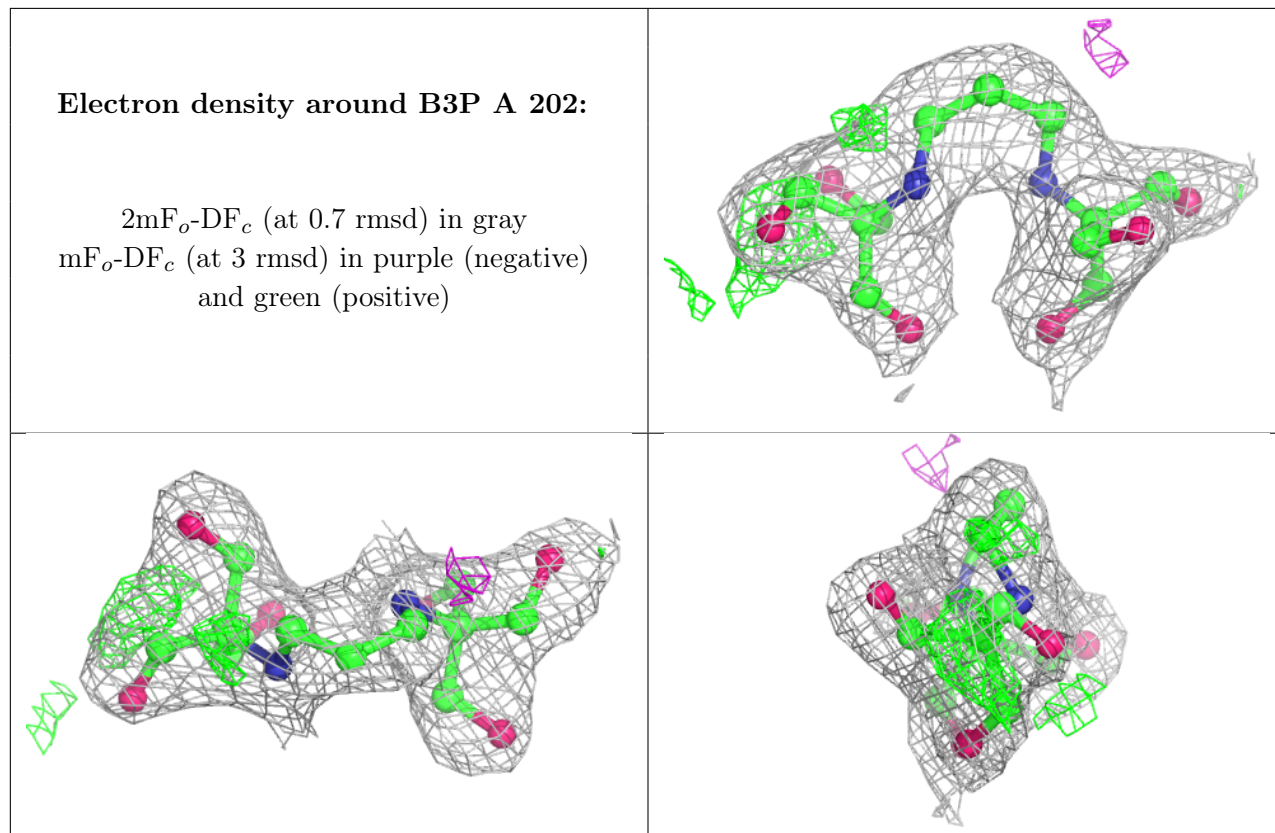 Electron density around B3P A 202:
2mFₒ-DF𝒸 (at 0.7 rmsd) in gray
mFₒ-DF𝒸 (at 3 rmsd) in purple (negative)
and green (positive)